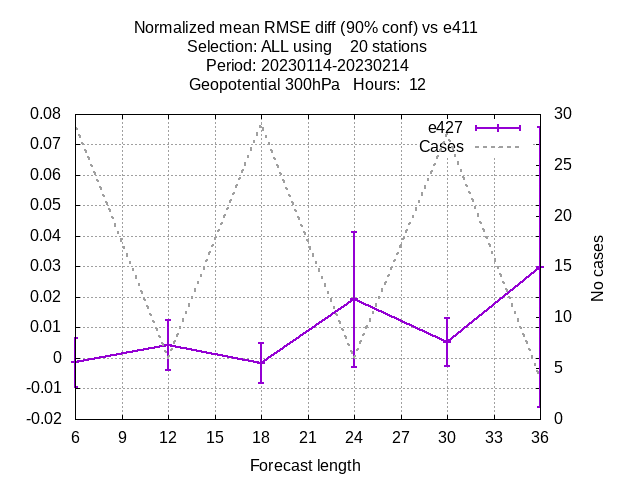 Normalized mean RMSE diff (90% conf) vs e411
Selection: ALL using    20 stations
Period: 20230114-20230214
Geopotential 300hPa   Hours:  12
e427
Cases
0.08
0.07
0.06
0.05
0.04
0.03
0.02
0.01
0
-0.01
-0.02
30
25
20
15
10
5
0
No cases
6 9 12 15 18 21 24 27 30 33 36
Forecast length